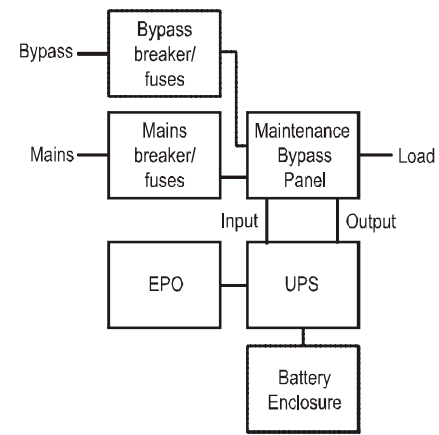 Bypass
Bypass
breaker/
fuses
Mains
Mains
breaker/
fuses
Maintenance
Bypass
Panel
Load
Input
Output
EPO
UPS
Battery
Enclosure